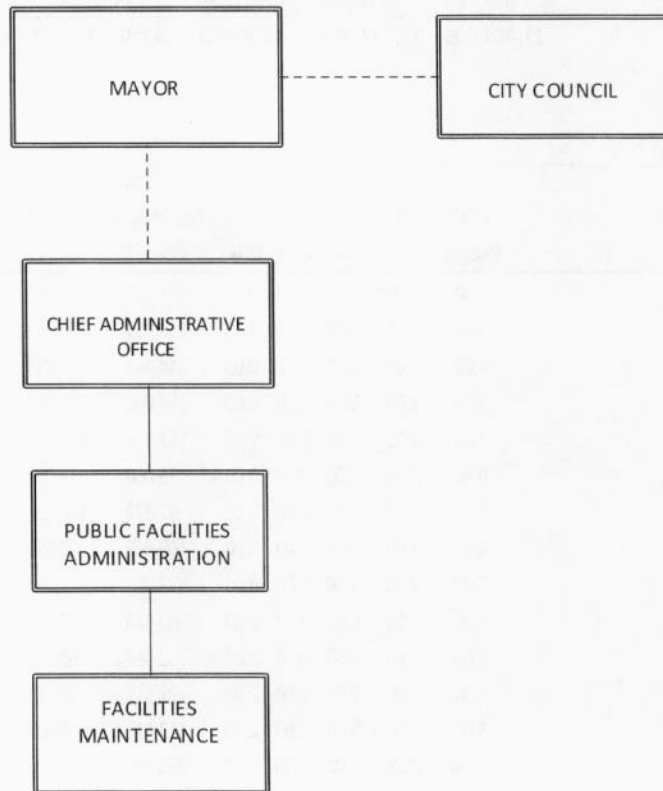 MAYOR
CITY COUNCIL
CHIEF ADMINISTRATIVE
OFFICE
PUBLIC FACILITIES
ADMINISTRATION
FACILITIES
MAINTENANCE